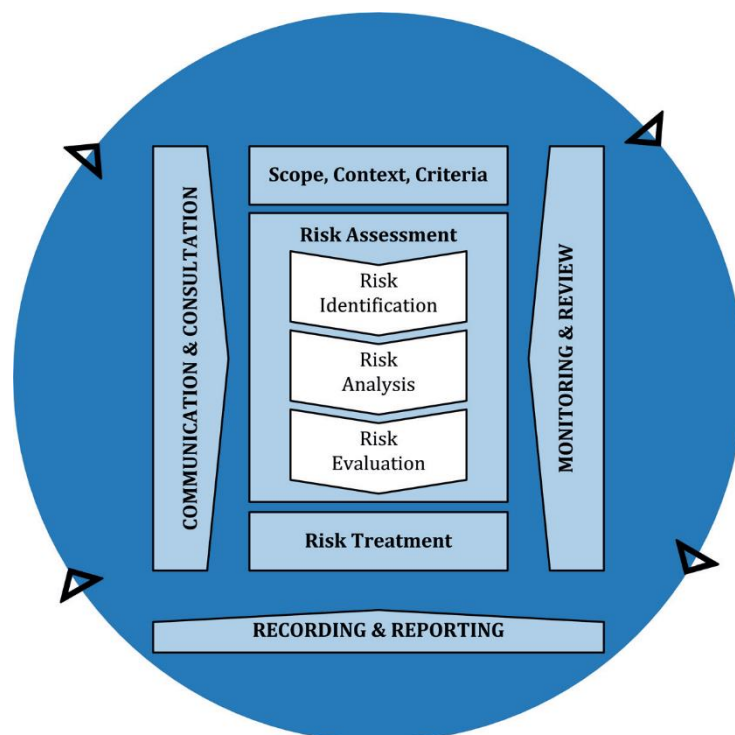 Scope, Context, Criteria
COMMUNICATION & CONSULTATION
Risk Assessment
Risk
Identification
Risk
Analysis
Risk
Evaluation
MONITORING & REVIEW
Risk Treatment
RECORDING & REPORTING